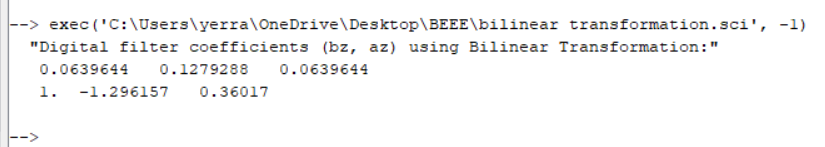 --> exec('C:\Users\yerra\OneDrive\Desktop\BEEE\bilinear transformation.sci', -1)
"Digital filter coefficients (bz, az) using Bilinear Transformation:"
0.0639644 0.1279288 0.0639644
1. -1.296157 0.36017
-->